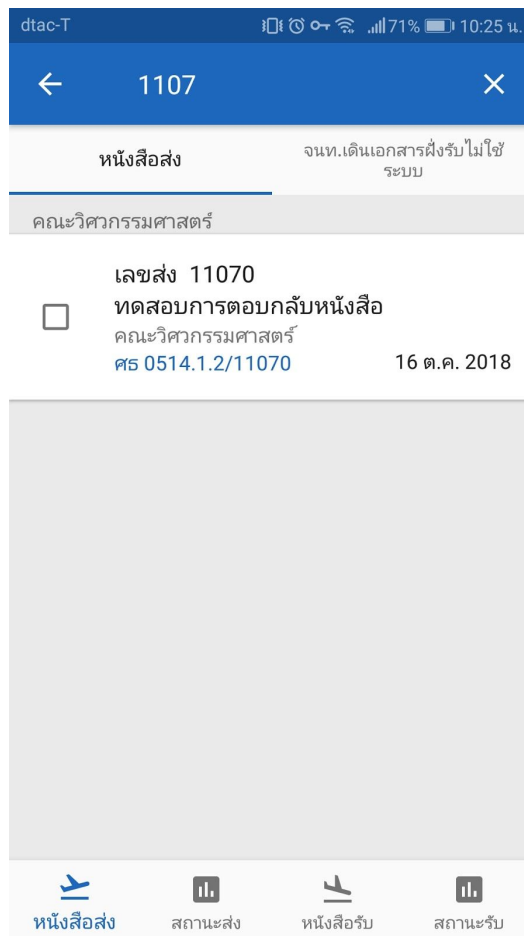 dtac-T 71% 10:25 น.
1107
หนังสือส่ง
จนท.เดินเอกสารฝั่งรับไม่ใช้
ระบบ
คณะวิศวกรรมศาสตร์
เลขส่ง 11070
ทดสอบการตอบกลับหนังสือ
คณะวิศวกรรมศาสตร์
ศธ 0514.1.2/11070 16 ต.ค. 2018
หนังสือส่ง สถานะส่ง หนังสือรับ สถานะรับ